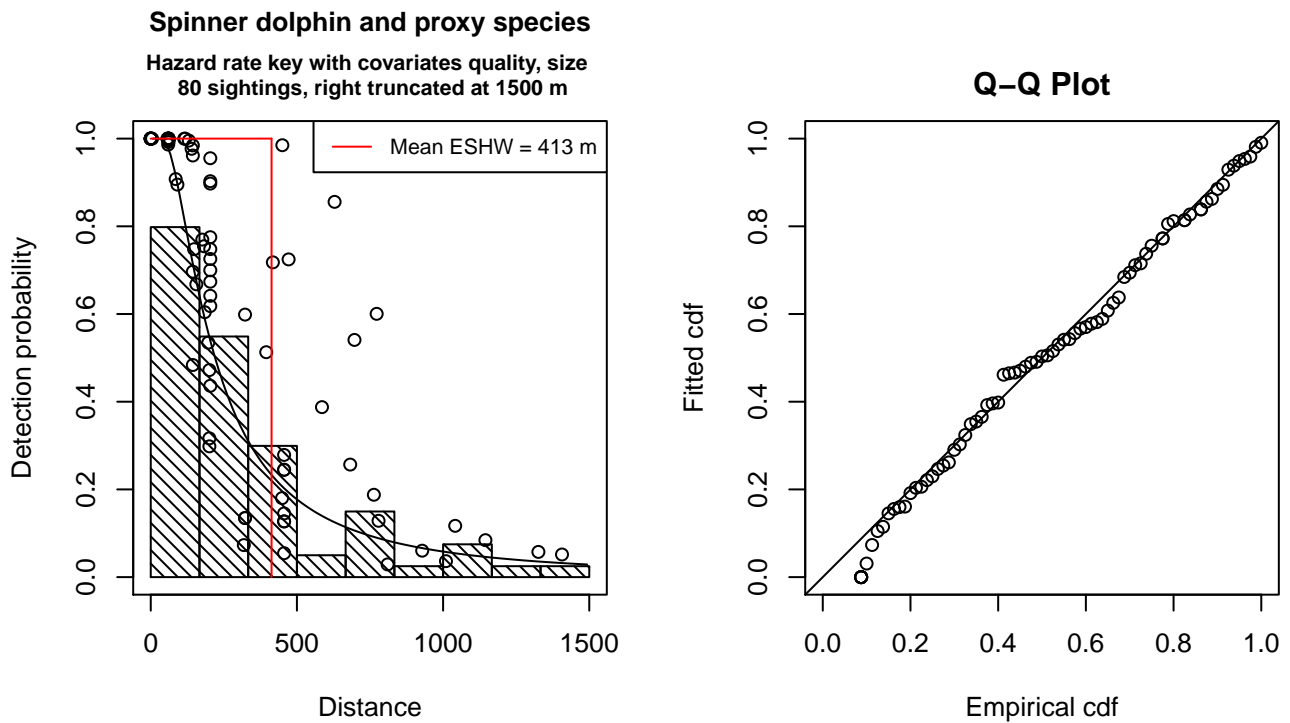 Spinner dolphin and proxy species
Hazard rate key with covariates quality, size
80 sightings, right truncated at 1500 m
Mean ESHW = 413 m
Detection probability
0.0 0.2 0.4 0.6 0.8 1.0
0 500 1000 1500
Distance
Q−Q Plot
Fitted cdf
0.0 0.2 0.4 0.6 0.8 1.0
0.0 0.2 0.4 0.6 0.8 1.0
Empirical cdf